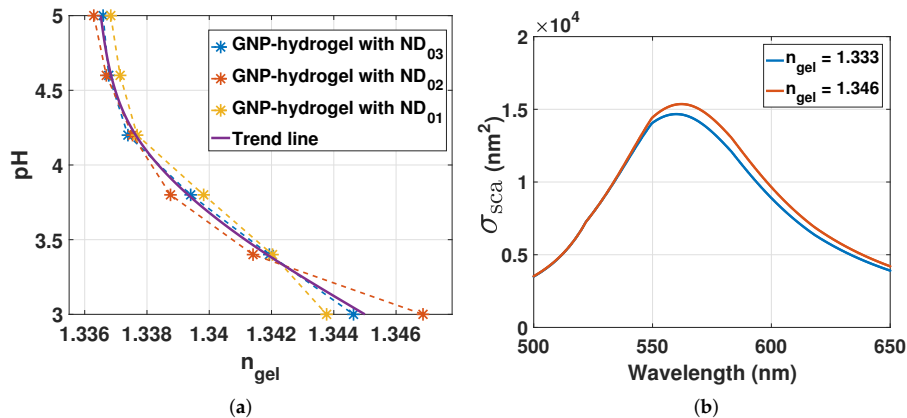 5
4.5
4
3.5
3
pH
1.336
1.338
1.34
1.342
1.344
1.346
n_gel
GNP-hydrogel with ND_03
GNP-hydrogel with ND_02
GNP-hydrogel with ND_01
Trend line
(a)
×10^4
2
1.5
1
0.5
0
σ_sca (nm²)
500
550
600
650
Wavelength (nm)
n_gel = 1.333
n_gel = 1.346
(b)